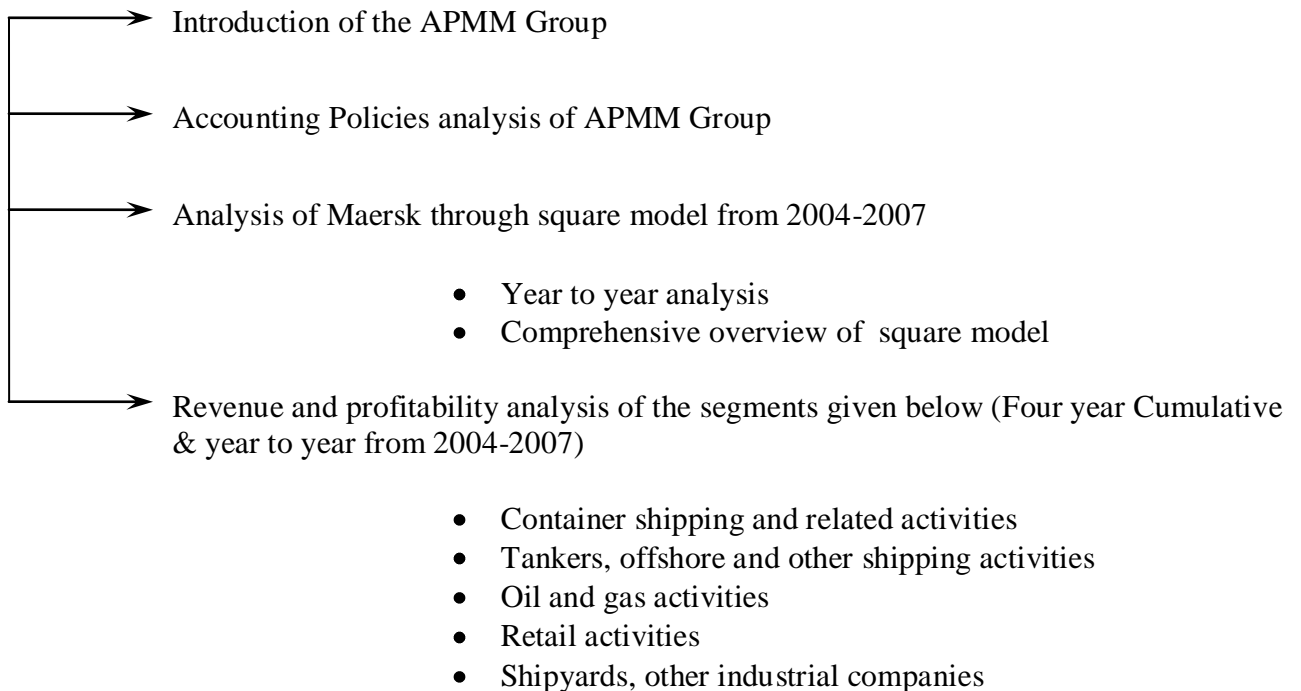 Introduction of the APMM Group
Accounting Policies analysis of APMM Group
Analysis of Maersk through square model from 2004-2007
• Year to year analysis
• Comprehensive overview of square model
Revenue and profitability analysis of the segments given below (Four year Cumulative
& year to year from 2004-2007)
• Container shipping and related activities
• Tankers, offshore and other shipping activities
• Oil and gas activities
• Retail activities
• Shipyards, other industrial companies